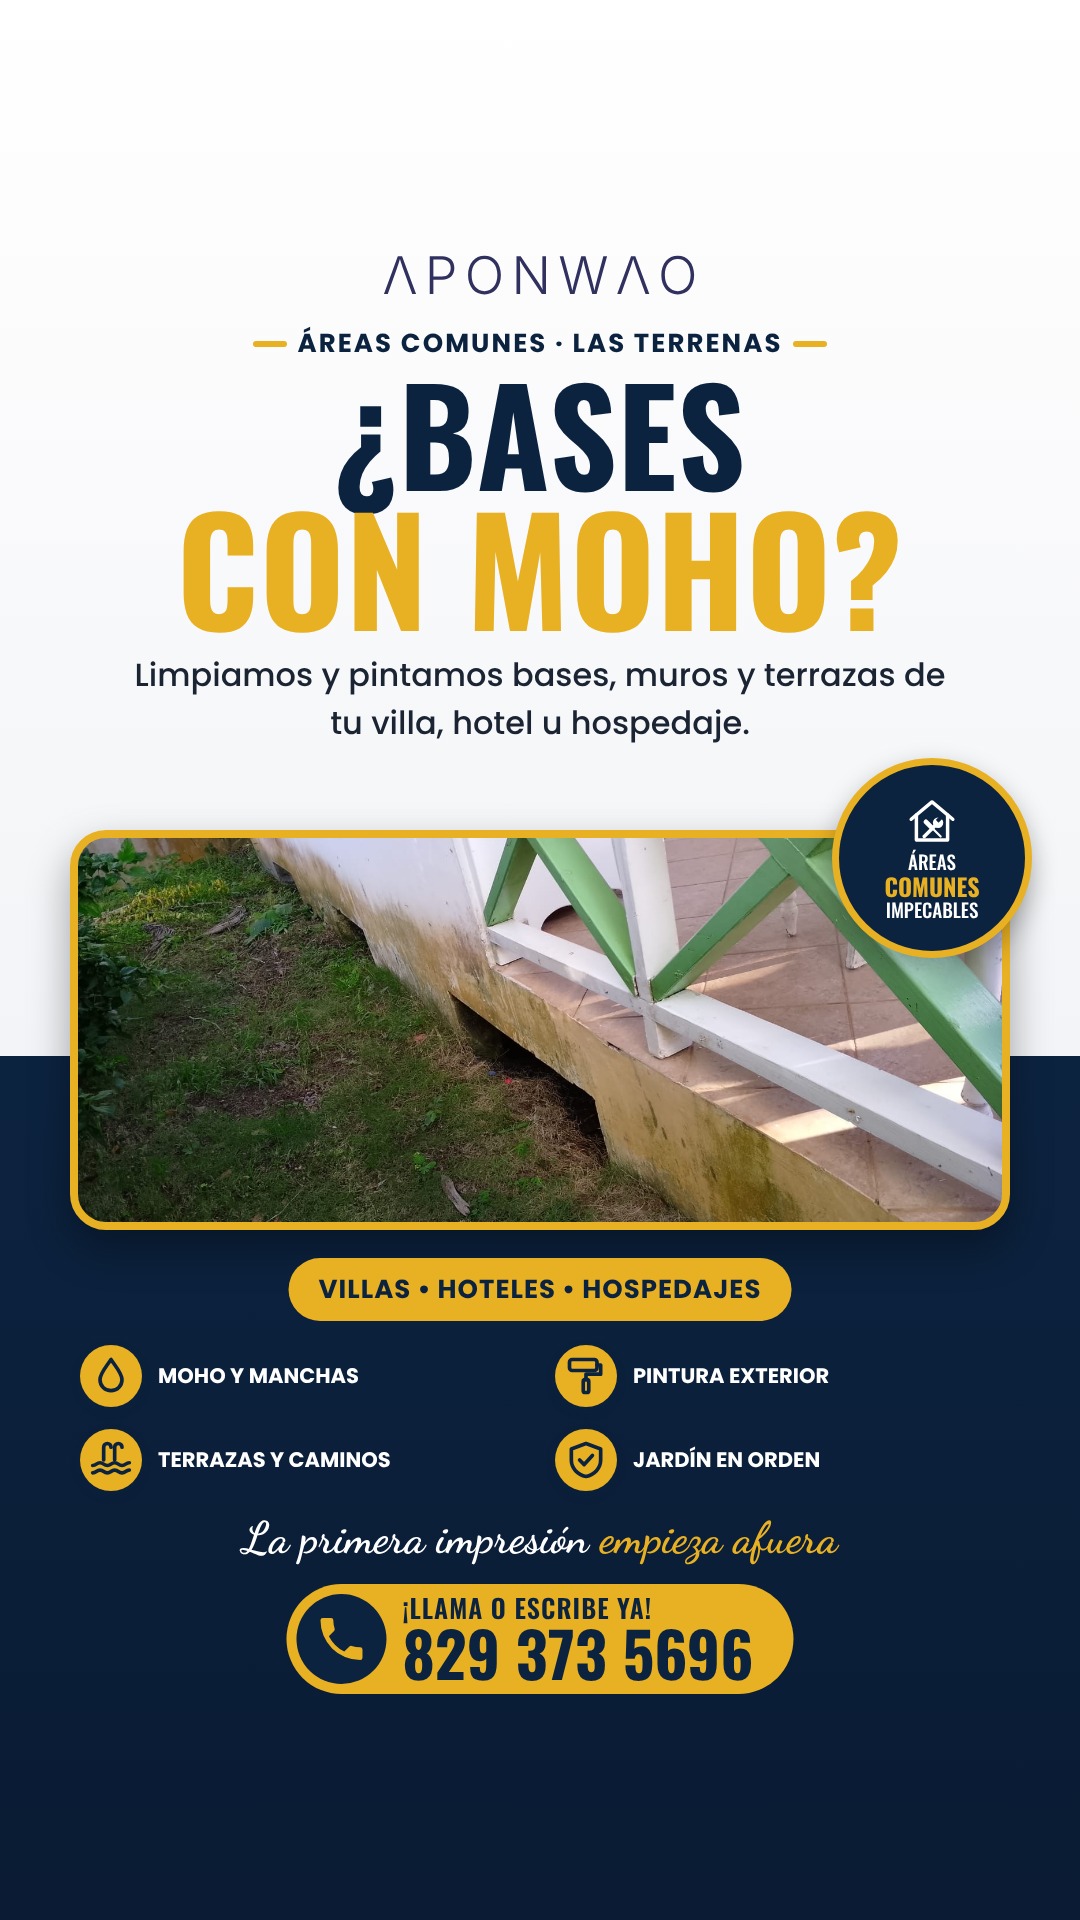 APONWAO
ÁREAS COMUNES · LAS TERRENAS
¿BASES
CON MOHO?
Limpiamos y pintamos bases, muros y terrazas de
tu villa, hotel u hospedaje.
ÁREAS
COMUNES
IMPECABLES
VILLAS • HOTELES • HOSPEDAJES
MOHO Y MANCHAS
PINTURA EXTERIOR
TERRAZAS Y CAMINOS
JARDÍN EN ORDEN
La primera impresión empieza afuera
¡LLAMA O ESCRIBE YA!
829 373 5696